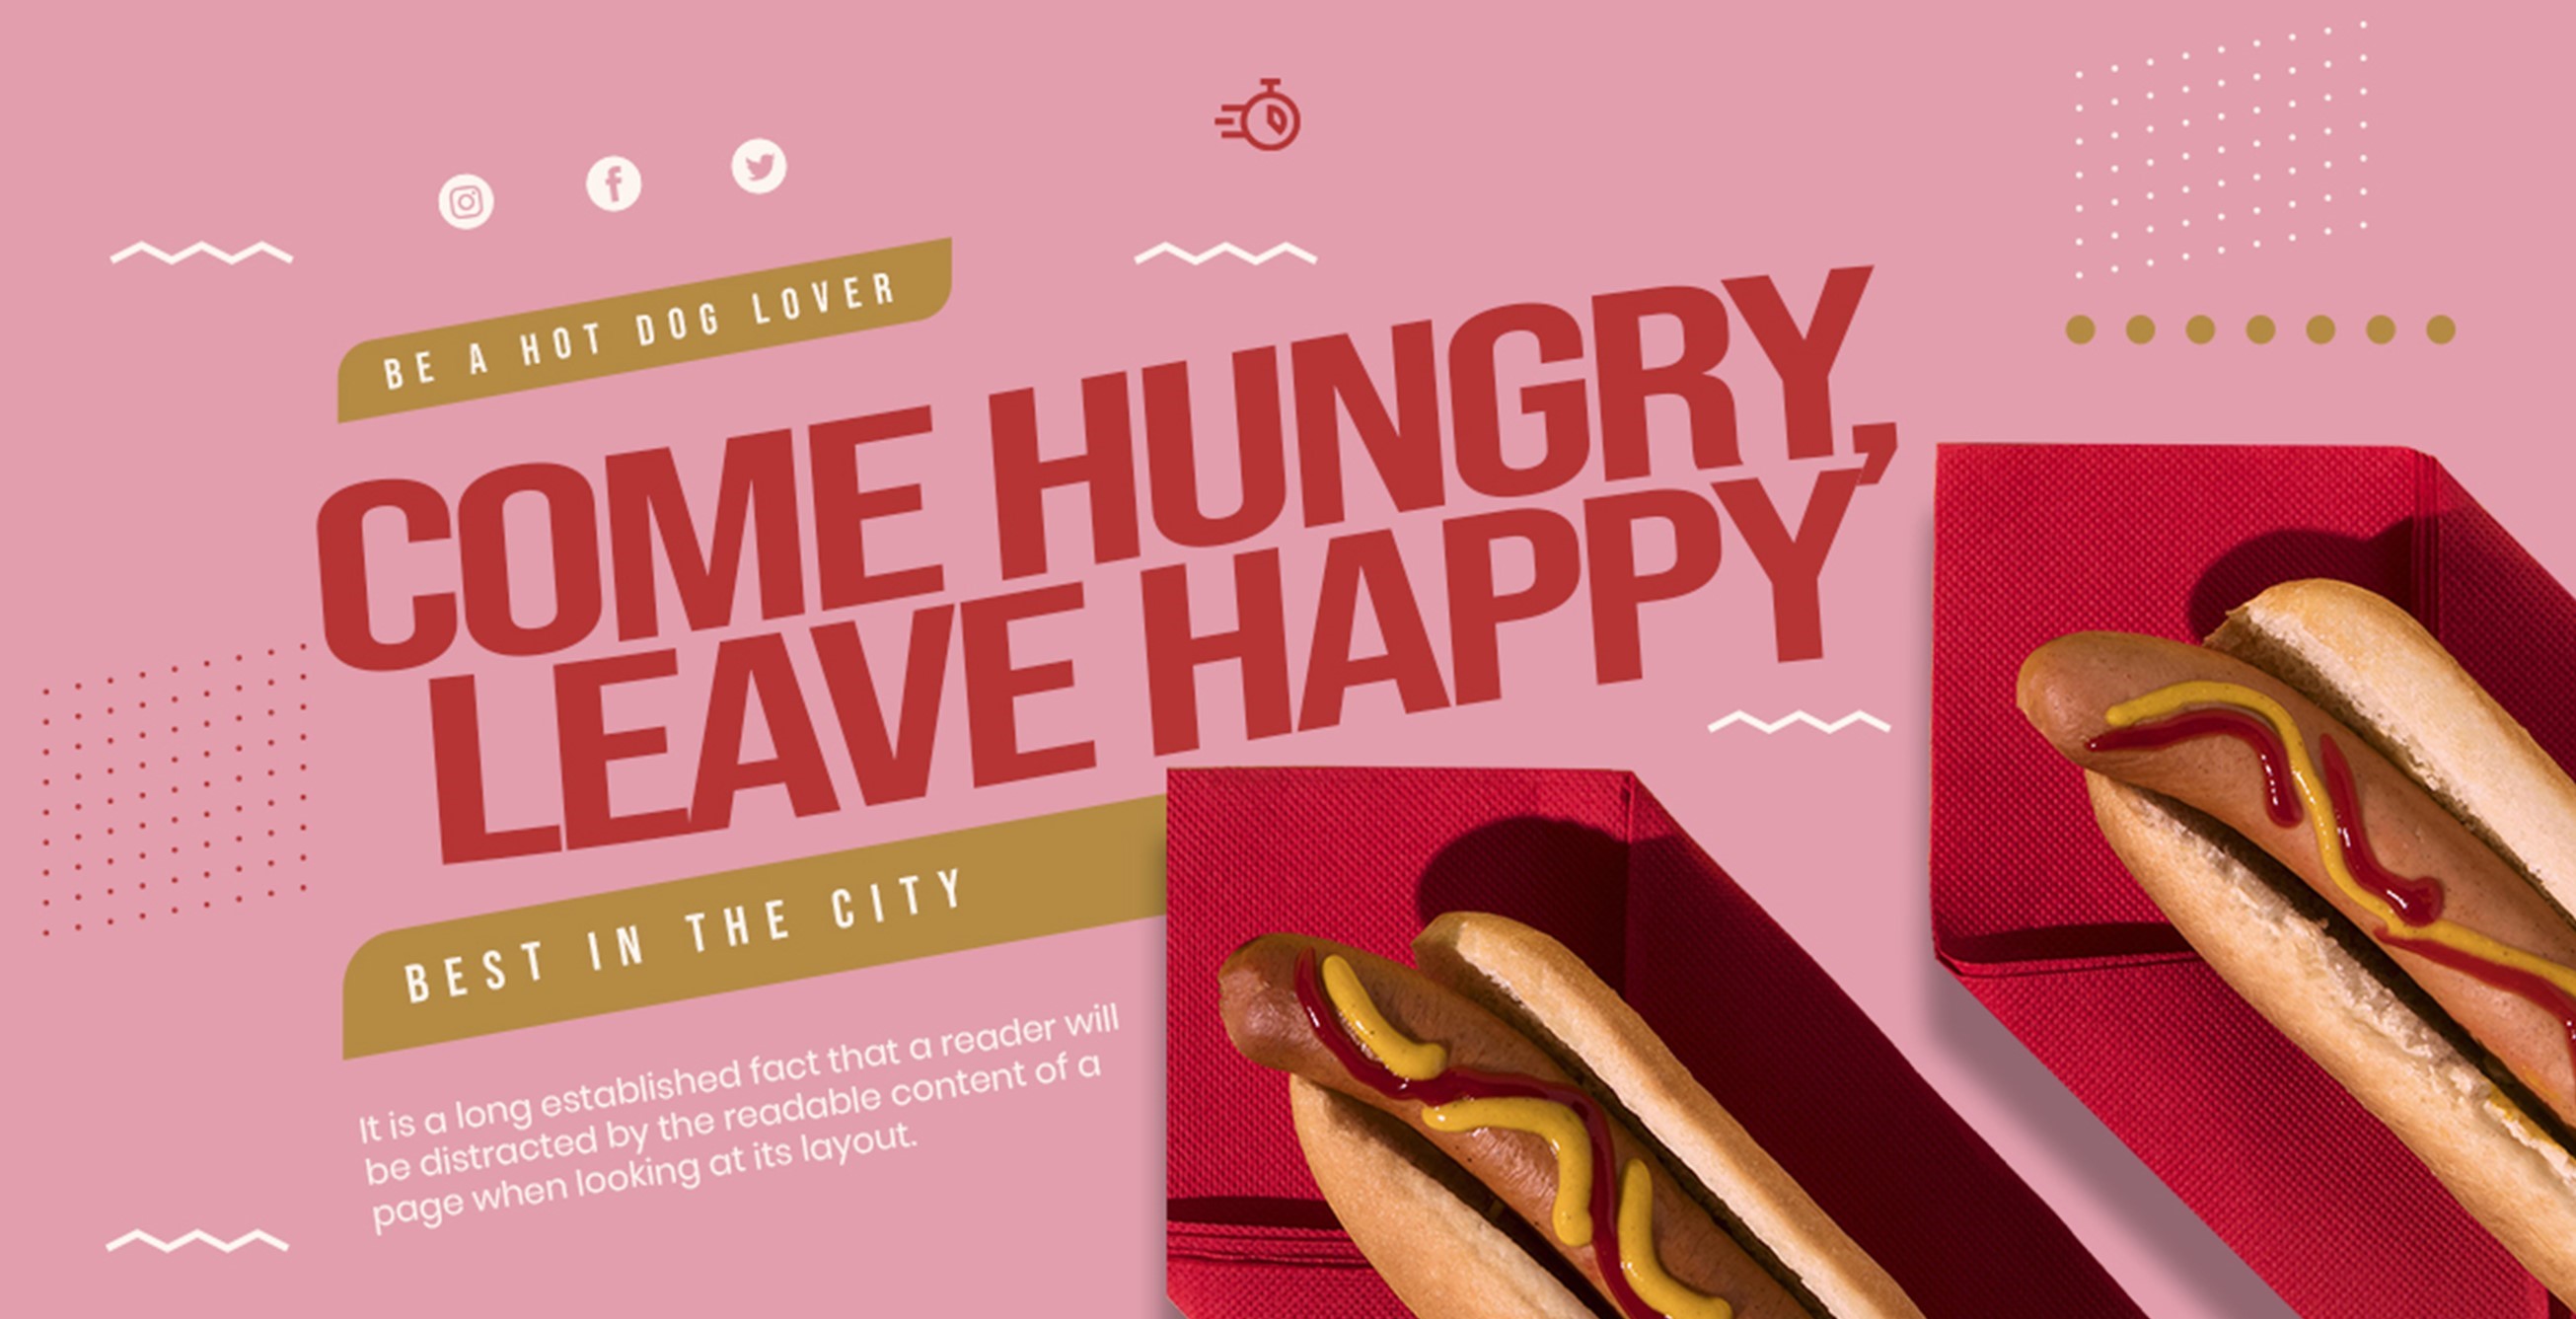 BE A HOT DOG LOVER
COME HUNGRY,
LEAVE HAPPY
BEST IN THE CITY
It is a long established fact that a reader will
be distracted by the readable content of a
page when looking at its layout.